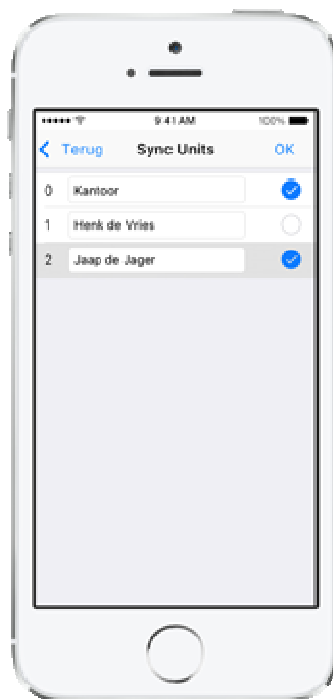 9:41 AM 100%
Terug Sync Units OK
0 Kantoor
1 Henk de Vries
2 Jaap de Jager